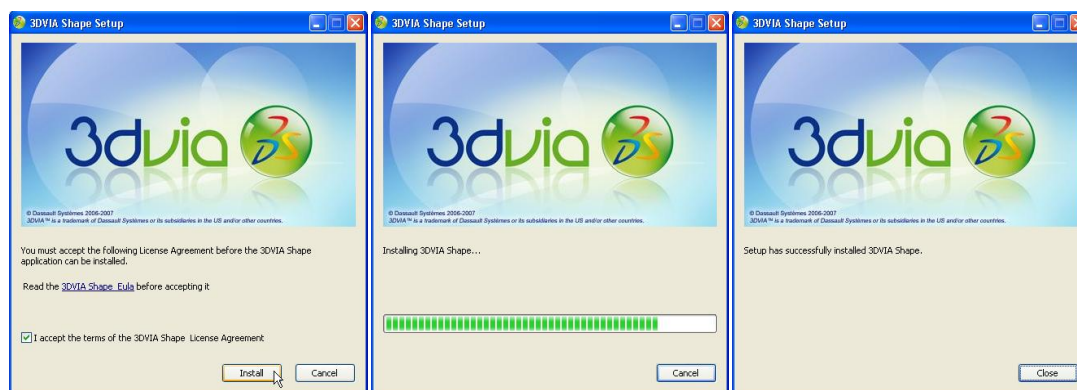 3DVIA Shape Setup
3dvia
© Dassault Systèmes 2006-2007
3DVIA™ is a trademark of Dassault Systèmes or its subsidiaries in the US and/or other countries.
You must accept the following License Agreement before the 3DVIA Shape
application can be installed.
Read the 3DVIA Shape Eula before accepting it
I accept the terms of the 3DVIA Shape License Agreement
Install
Cancel
3DVIA Shape Setup
3dvia
© Dassault Systèmes 2006-2007
3DVIA™ is a trademark of Dassault Systèmes or its subsidiaries in the US and/or other countries.
Installing 3DVIA Shape...
Cancel
3DVIA Shape Setup
3dvia
© Dassault Systèmes 2006-2007
3DVIA™ is a trademark of Dassault Systèmes or its subsidiaries in the US and/or other countries.
Setup has successfully installed 3DVIA Shape.
Close